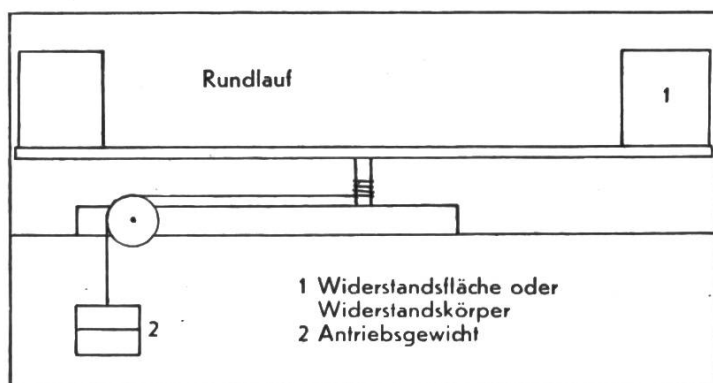 Rundlauf
1
2
1 Widerstandsfläche oder
Widerstandskörper
2 Antriebsgewicht